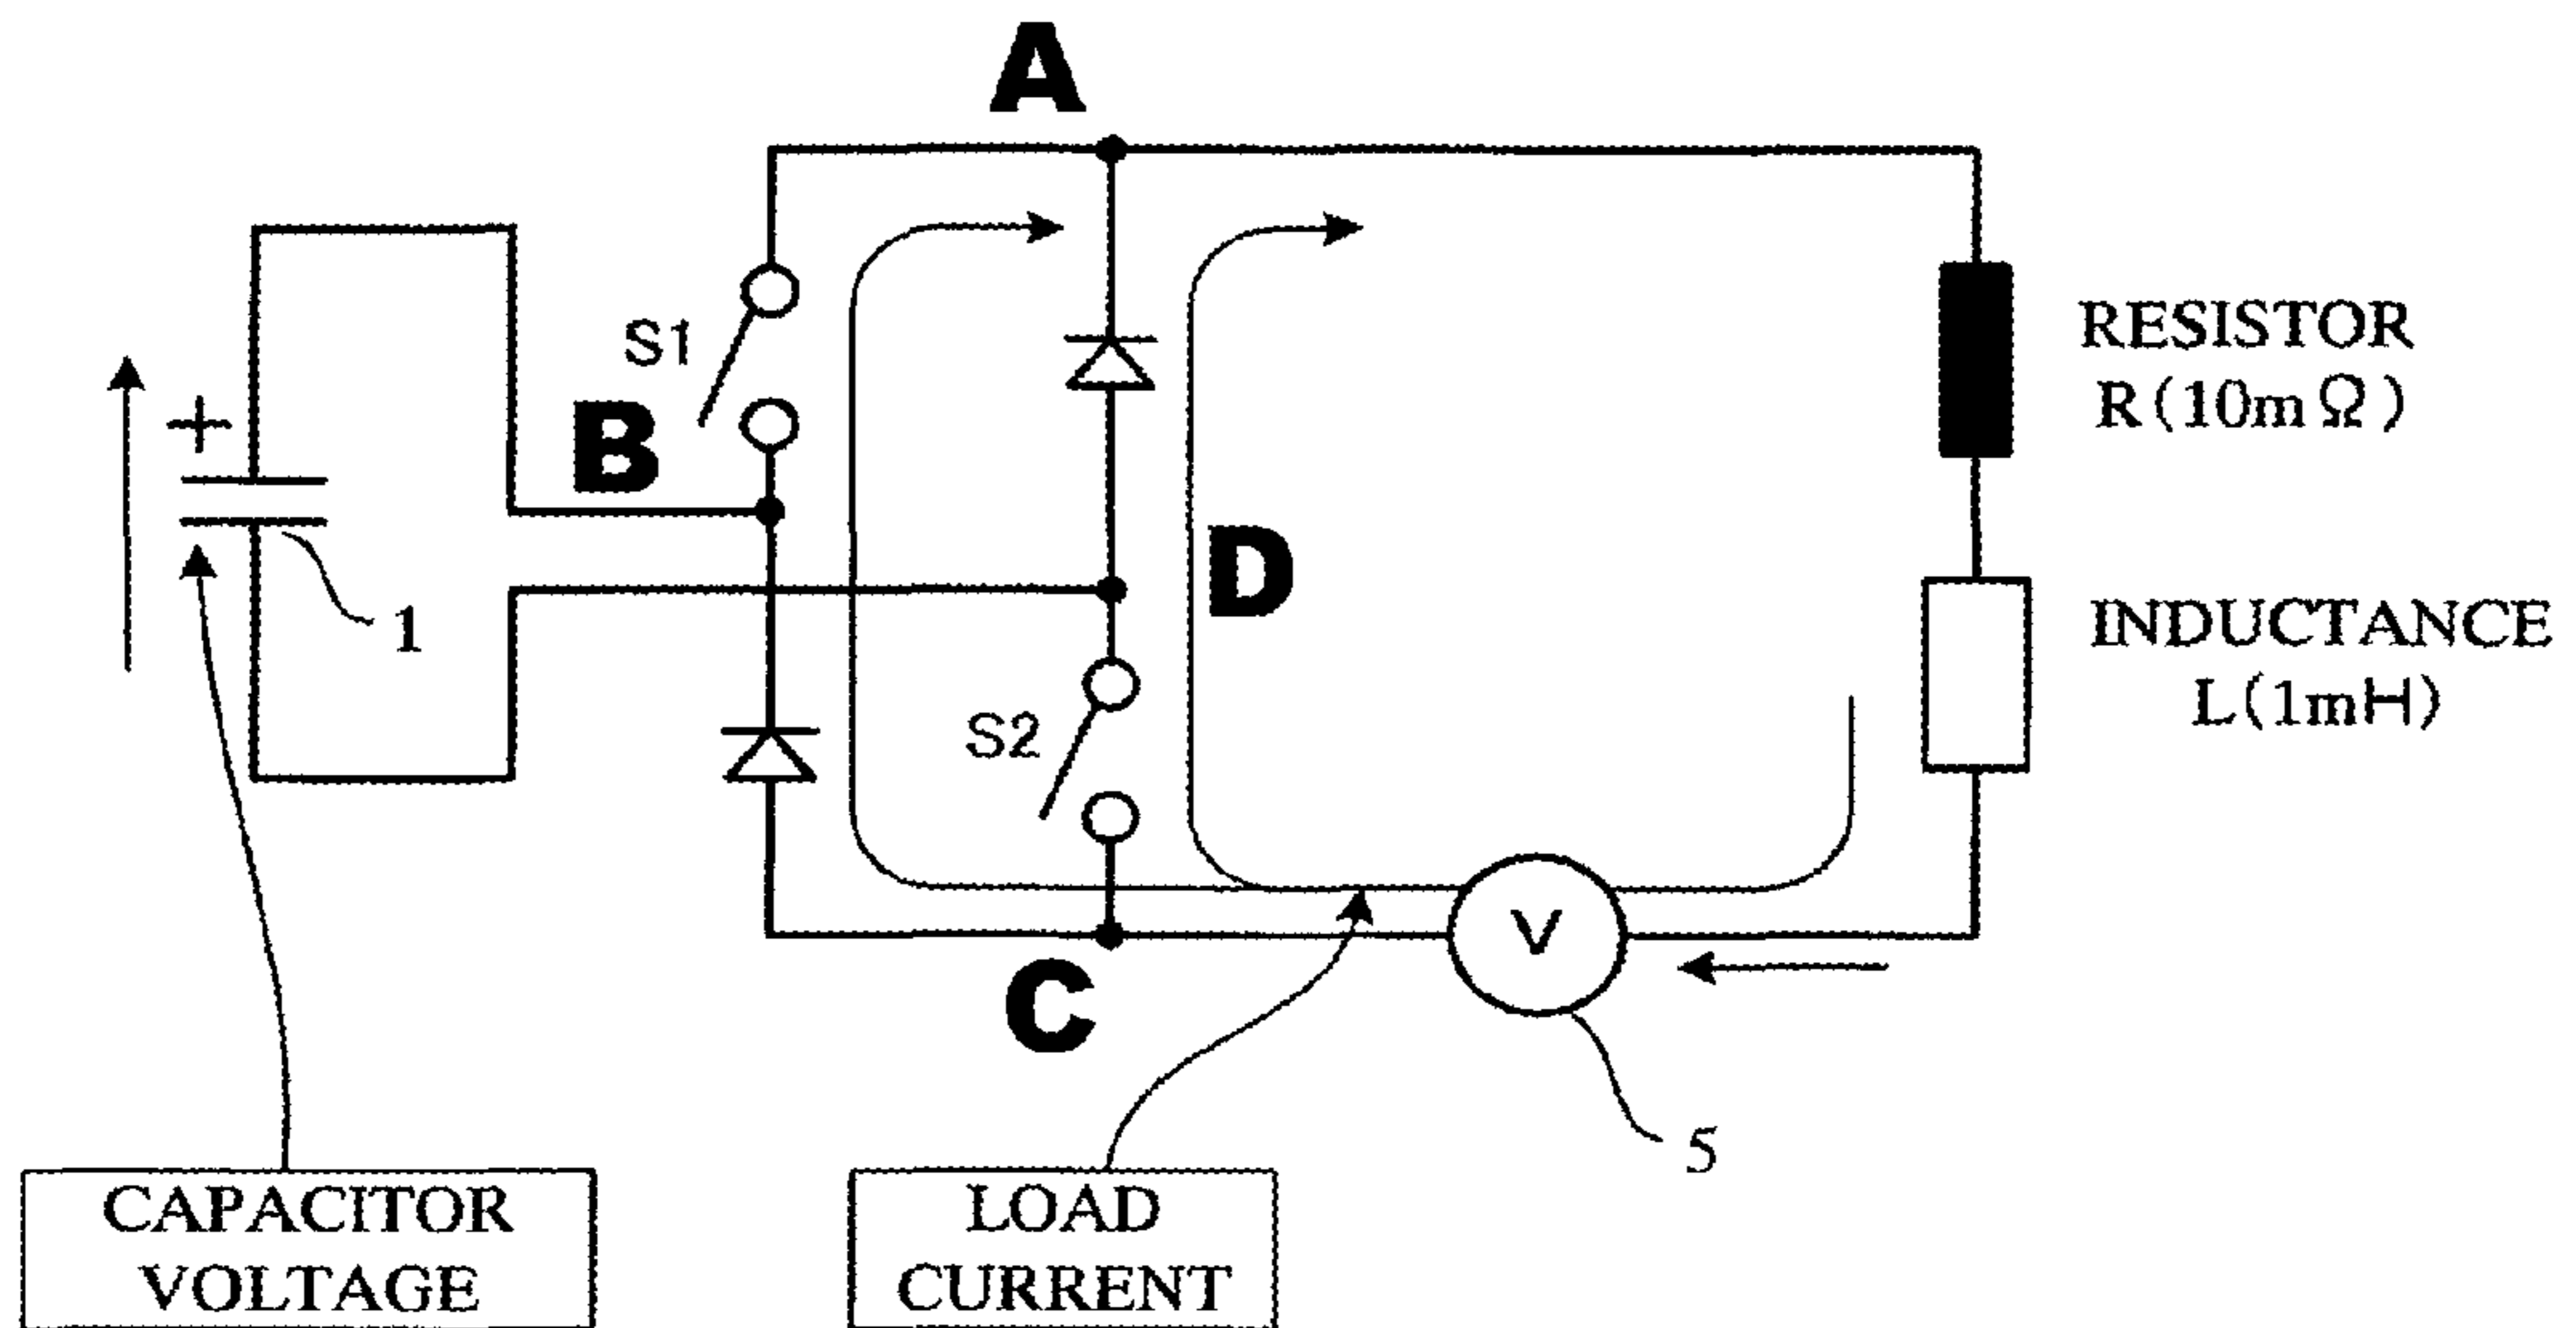 A
S1
+
B
RESISTOR
R(10mΩ)
D
1
INDUCTANCE
L(1mH)
S2
V
C
5
CAPACITOR
VOLTAGE
LOAD
CURRENT